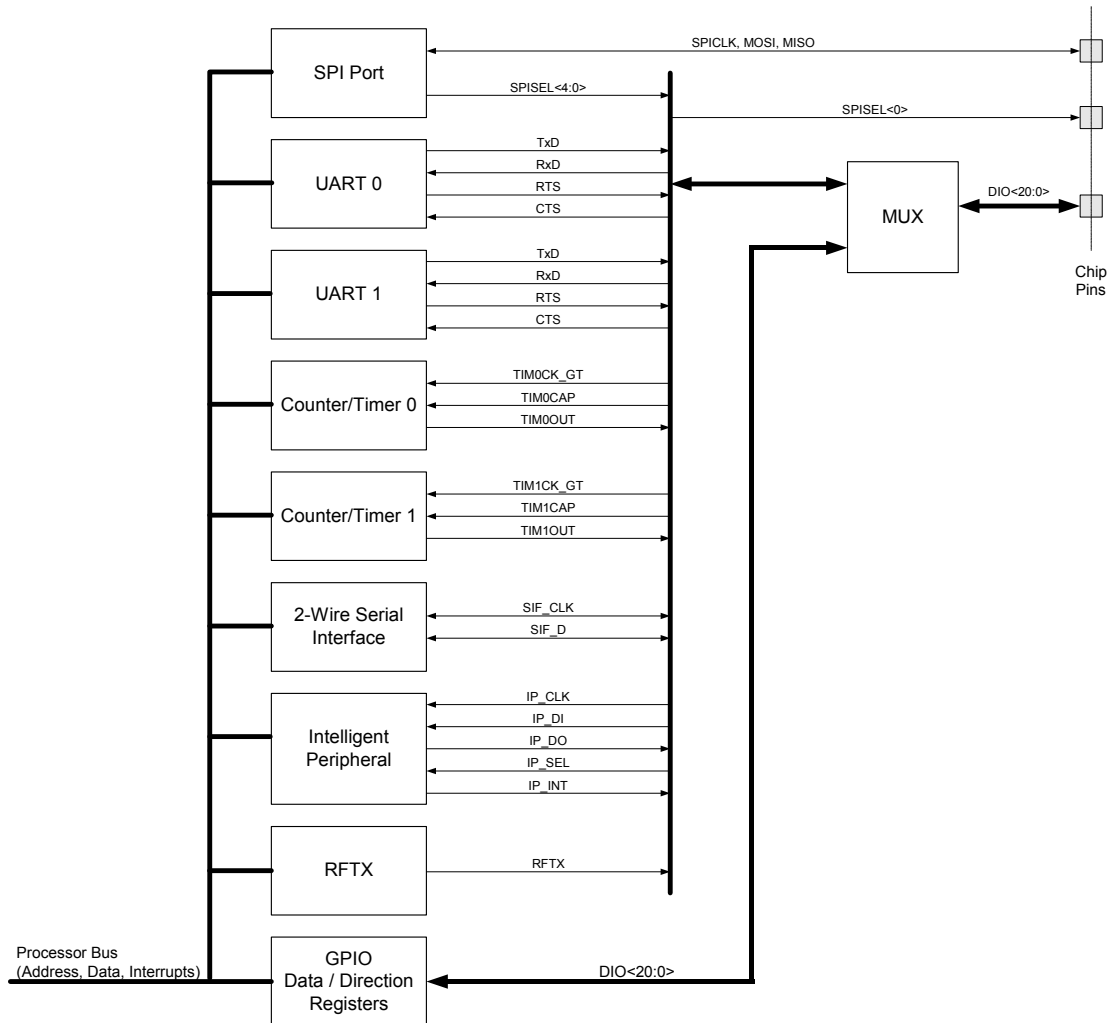 SPI Port
SPICLK, MOSI, MISO
SPISEL<4:0>
SPISEL<0>
UART 0
TxD
RxD
RTS
CTS
MUX
DIO<20:0>
Chip
Pins
UART 1
TxD
RxD
RTS
CTS
Counter/Timer 0
TIM0CK_GT
TIM0CAP
TIM0OUT
Counter/Timer 1
TIM1CK_GT
TIM1CAP
TIM1OUT
2-Wire Serial
Interface
SIF_CLK
SIF_D
Intelligent
Peripheral
IP_CLK
IP_DI
IP_DO
IP_SEL
IP_INT
RFTX
RFTX
Processor Bus
(Address, Data, Interrupts)
GPIO
Data / Direction
Registers
DIO<20:0>